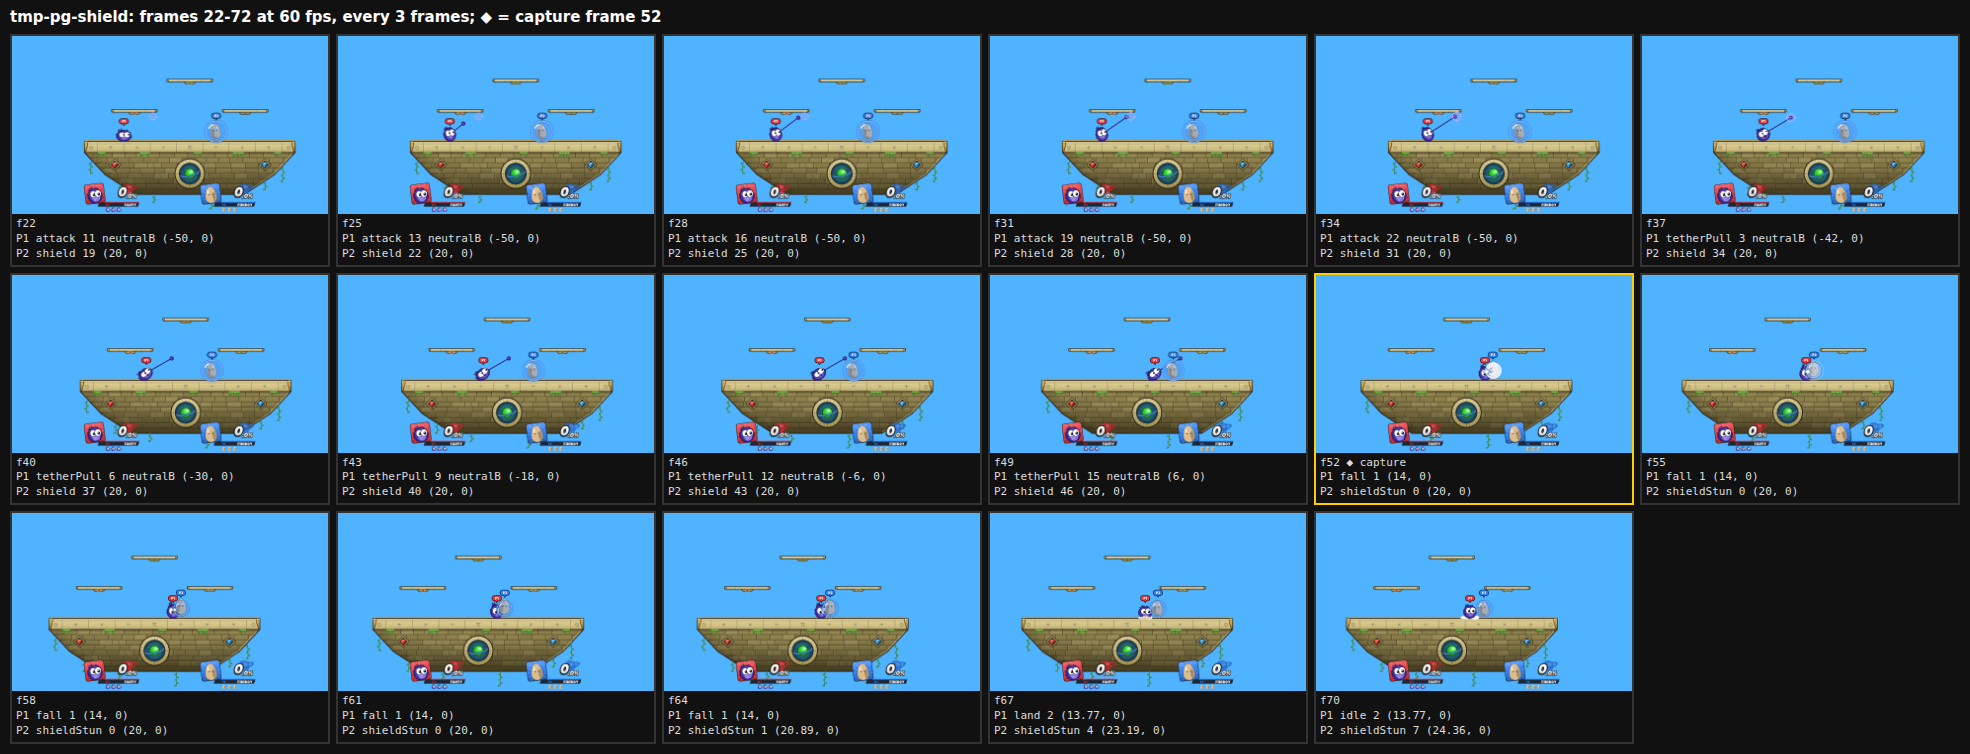 tmp-pg-shield: frames 22-72 at 60 fps, every 3 frames; ◆ = capture frame 52
f22
P1 attack 11 neutralB (-50, 0)
P2 shield 19 (20, 0)
f25
P1 attack 13 neutralB (-50, 0)
P2 shield 22 (20, 0)
f28
P1 attack 16 neutralB (-50, 0)
P2 shield 25 (20, 0)
f31
P1 attack 19 neutralB (-50, 0)
P2 shield 28 (20, 0)
f34
P1 attack 22 neutralB (-50, 0)
P2 shield 31 (20, 0)
f37
P1 tetherPull 3 neutralB (-42, 0)
P2 shield 34 (20, 0)
f40
P1 tetherPull 6 neutralB (-30, 0)
P2 shield 37 (20, 0)
f43
P1 tetherPull 9 neutralB (-18, 0)
P2 shield 40 (20, 0)
f46
P1 tetherPull 12 neutralB (-6, 0)
P2 shield 43 (20, 0)
f49
P1 tetherPull 15 neutralB (6, 0)
P2 shield 46 (20, 0)
f52 ◆ capture
P1 fall 1 (14, 0)
P2 shieldStun 0 (20, 0)
f55
P1 fall 1 (14, 0)
P2 shieldStun 0 (20, 0)
f58
P1 fall 1 (14, 0)
P2 shieldStun 0 (20, 0)
f61
P1 fall 1 (14, 0)
P2 shieldStun 0 (20, 0)
f64
P1 fall 1 (14, 0)
P2 shieldStun 1 (20.89, 0)
f67
P1 land 2 (13.77, 0)
P2 shieldStun 4 (23.19, 0)
f70
P1 idle 2 (13.77, 0)
P2 shieldStun 7 (24.36, 0)